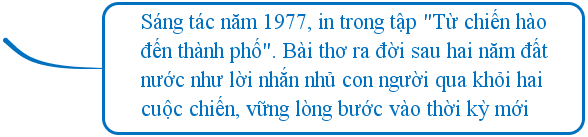 Sáng tác năm 1977, in trong tập "Từ chiến hào
đến thành phố". Bài thơ ra đời sau hai năm đất
nước như lời nhắn nhủ con người qua khỏi hai
cuộc chiến, vững lòng bước vào thời kỳ mới